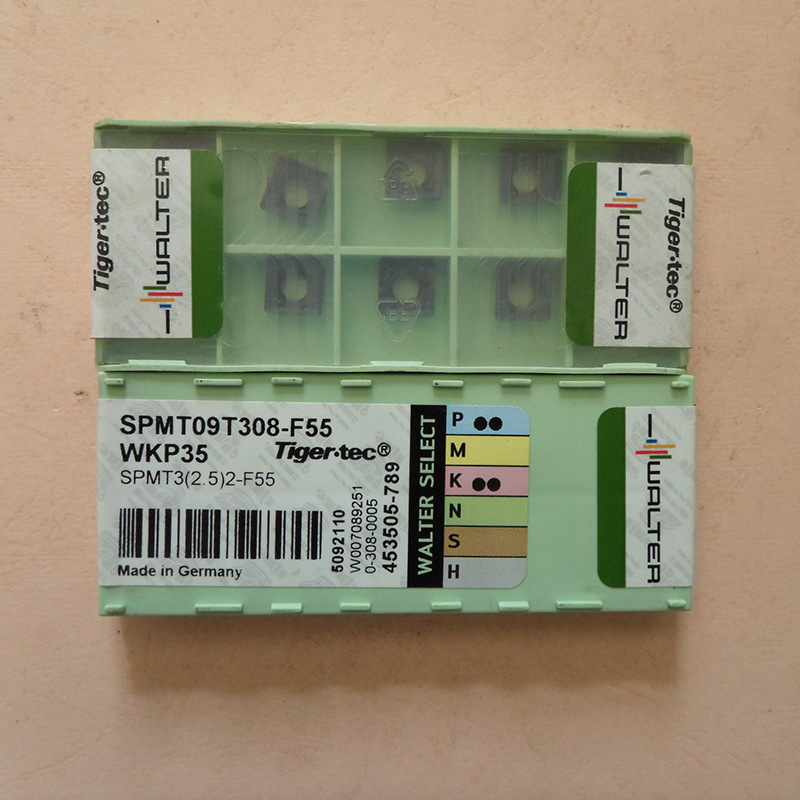 Tiger·tec®
WALTER
WALTER
Tiger·tec®
SPMT09T308-F55
WKP35 Tiger·tec®
SPMT3(2.5)2-F55
Made in Germany
5092110
W007089251
0-308-0005
453505-789
WALTER SELECT
P
M
K
N
S
H
WALTER